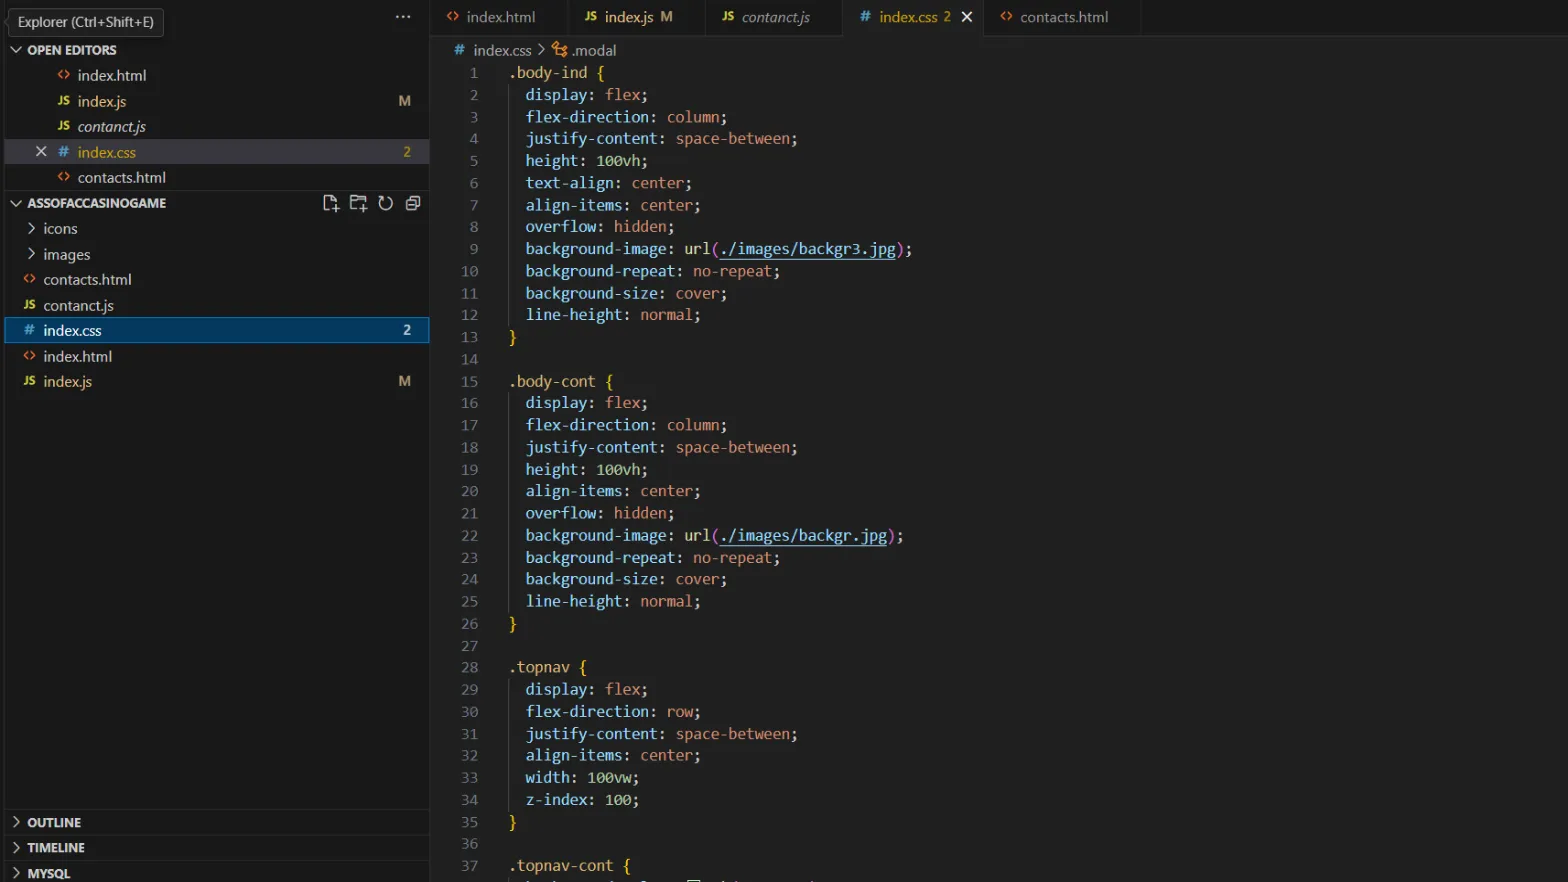 Explorer (Ctrl+Shift+E)
OPEN EDITORS
index.html
index.js M
contanct.js
index.css 2
contacts.html
ASSOFACCASINOGAME
icons
images
contacts.html
JS contanct.js
# index.css 2
index.html
JS index.js M
OUTLINE
TIMELINE
MYSQL
index.html JS index.js M JS contanct.js # index.css 2 contacts.html
# index.css > .modal
1 .body-ind {
2 display: flex;
3 flex-direction: column;
4 justify-content: space-between;
5 height: 100vh;
6 text-align: center;
7 align-items: center;
8 overflow: hidden;
9 background-image: url(./images/backgr3.jpg);
10 background-repeat: no-repeat;
11 background-size: cover;
12 line-height: normal;
13 }
14
15 .body-cont {
16 display: flex;
17 flex-direction: column;
18 justify-content: space-between;
19 height: 100vh;
20 align-items: center;
21 overflow: hidden;
22 background-image: url(./images/backgr.jpg);
23 background-repeat: no-repeat;
24 background-size: cover;
25 line-height: normal;
26 }
27
28 .topnav {
29 display: flex;
30 flex-direction: row;
31 justify-content: space-between;
32 align-items: center;
33 width: 100vw;
34 z-index: 100;
35 }
36
37 .topnav-cont {